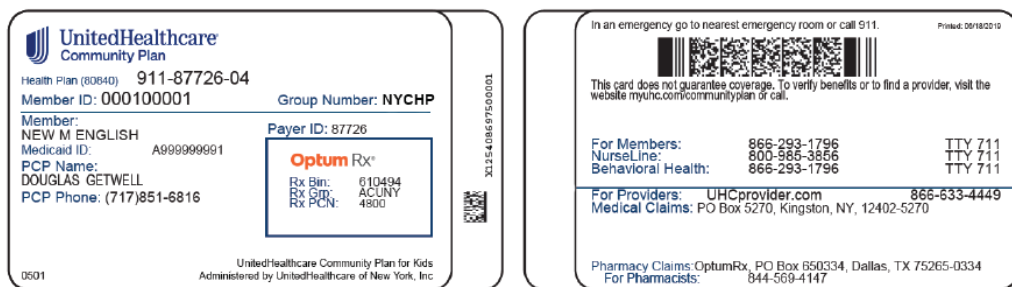 UnitedHealthcare
Community Plan
Health Plan (80840) 911-87726-04
Member ID: 000100001 Group Number: NYCHP
Member:
NEW M ENGLISH
Medicaid ID: A999999991
PCP Name:
DOUGLAS GETWELL
PCP Phone: (717)851-6816
Payer ID: 87726
Optum Rx®
Rx Bin: 610494
Rx Grp: ACUNY
Rx PCN: 4800
0501
UnitedHealthcare Community Plan for Kids
Administered by UnitedHealthcare of New York, Inc
X125408697500001
In an emergency go to nearest emergency room or call 911. Printed: 06/18/2019
This card does not guarantee coverage. To verify benefits or to find a provider, visit the
website myuhc.com/communityplan or call.
For Members: 866-293-1796 TTY 711
NurseLine: 800-985-3856 TTY 711
Behavioral Health: 866-293-1796 TTY 711
For Providers: UHCprovider.com 866-633-4449
Medical Claims: PO Box 5270, Kingston, NY, 12402-5270
Pharmacy Claims:OptumRx, PO Box 650334, Dallas, TX 75265-0334
For Pharmacists: 844-569-4147